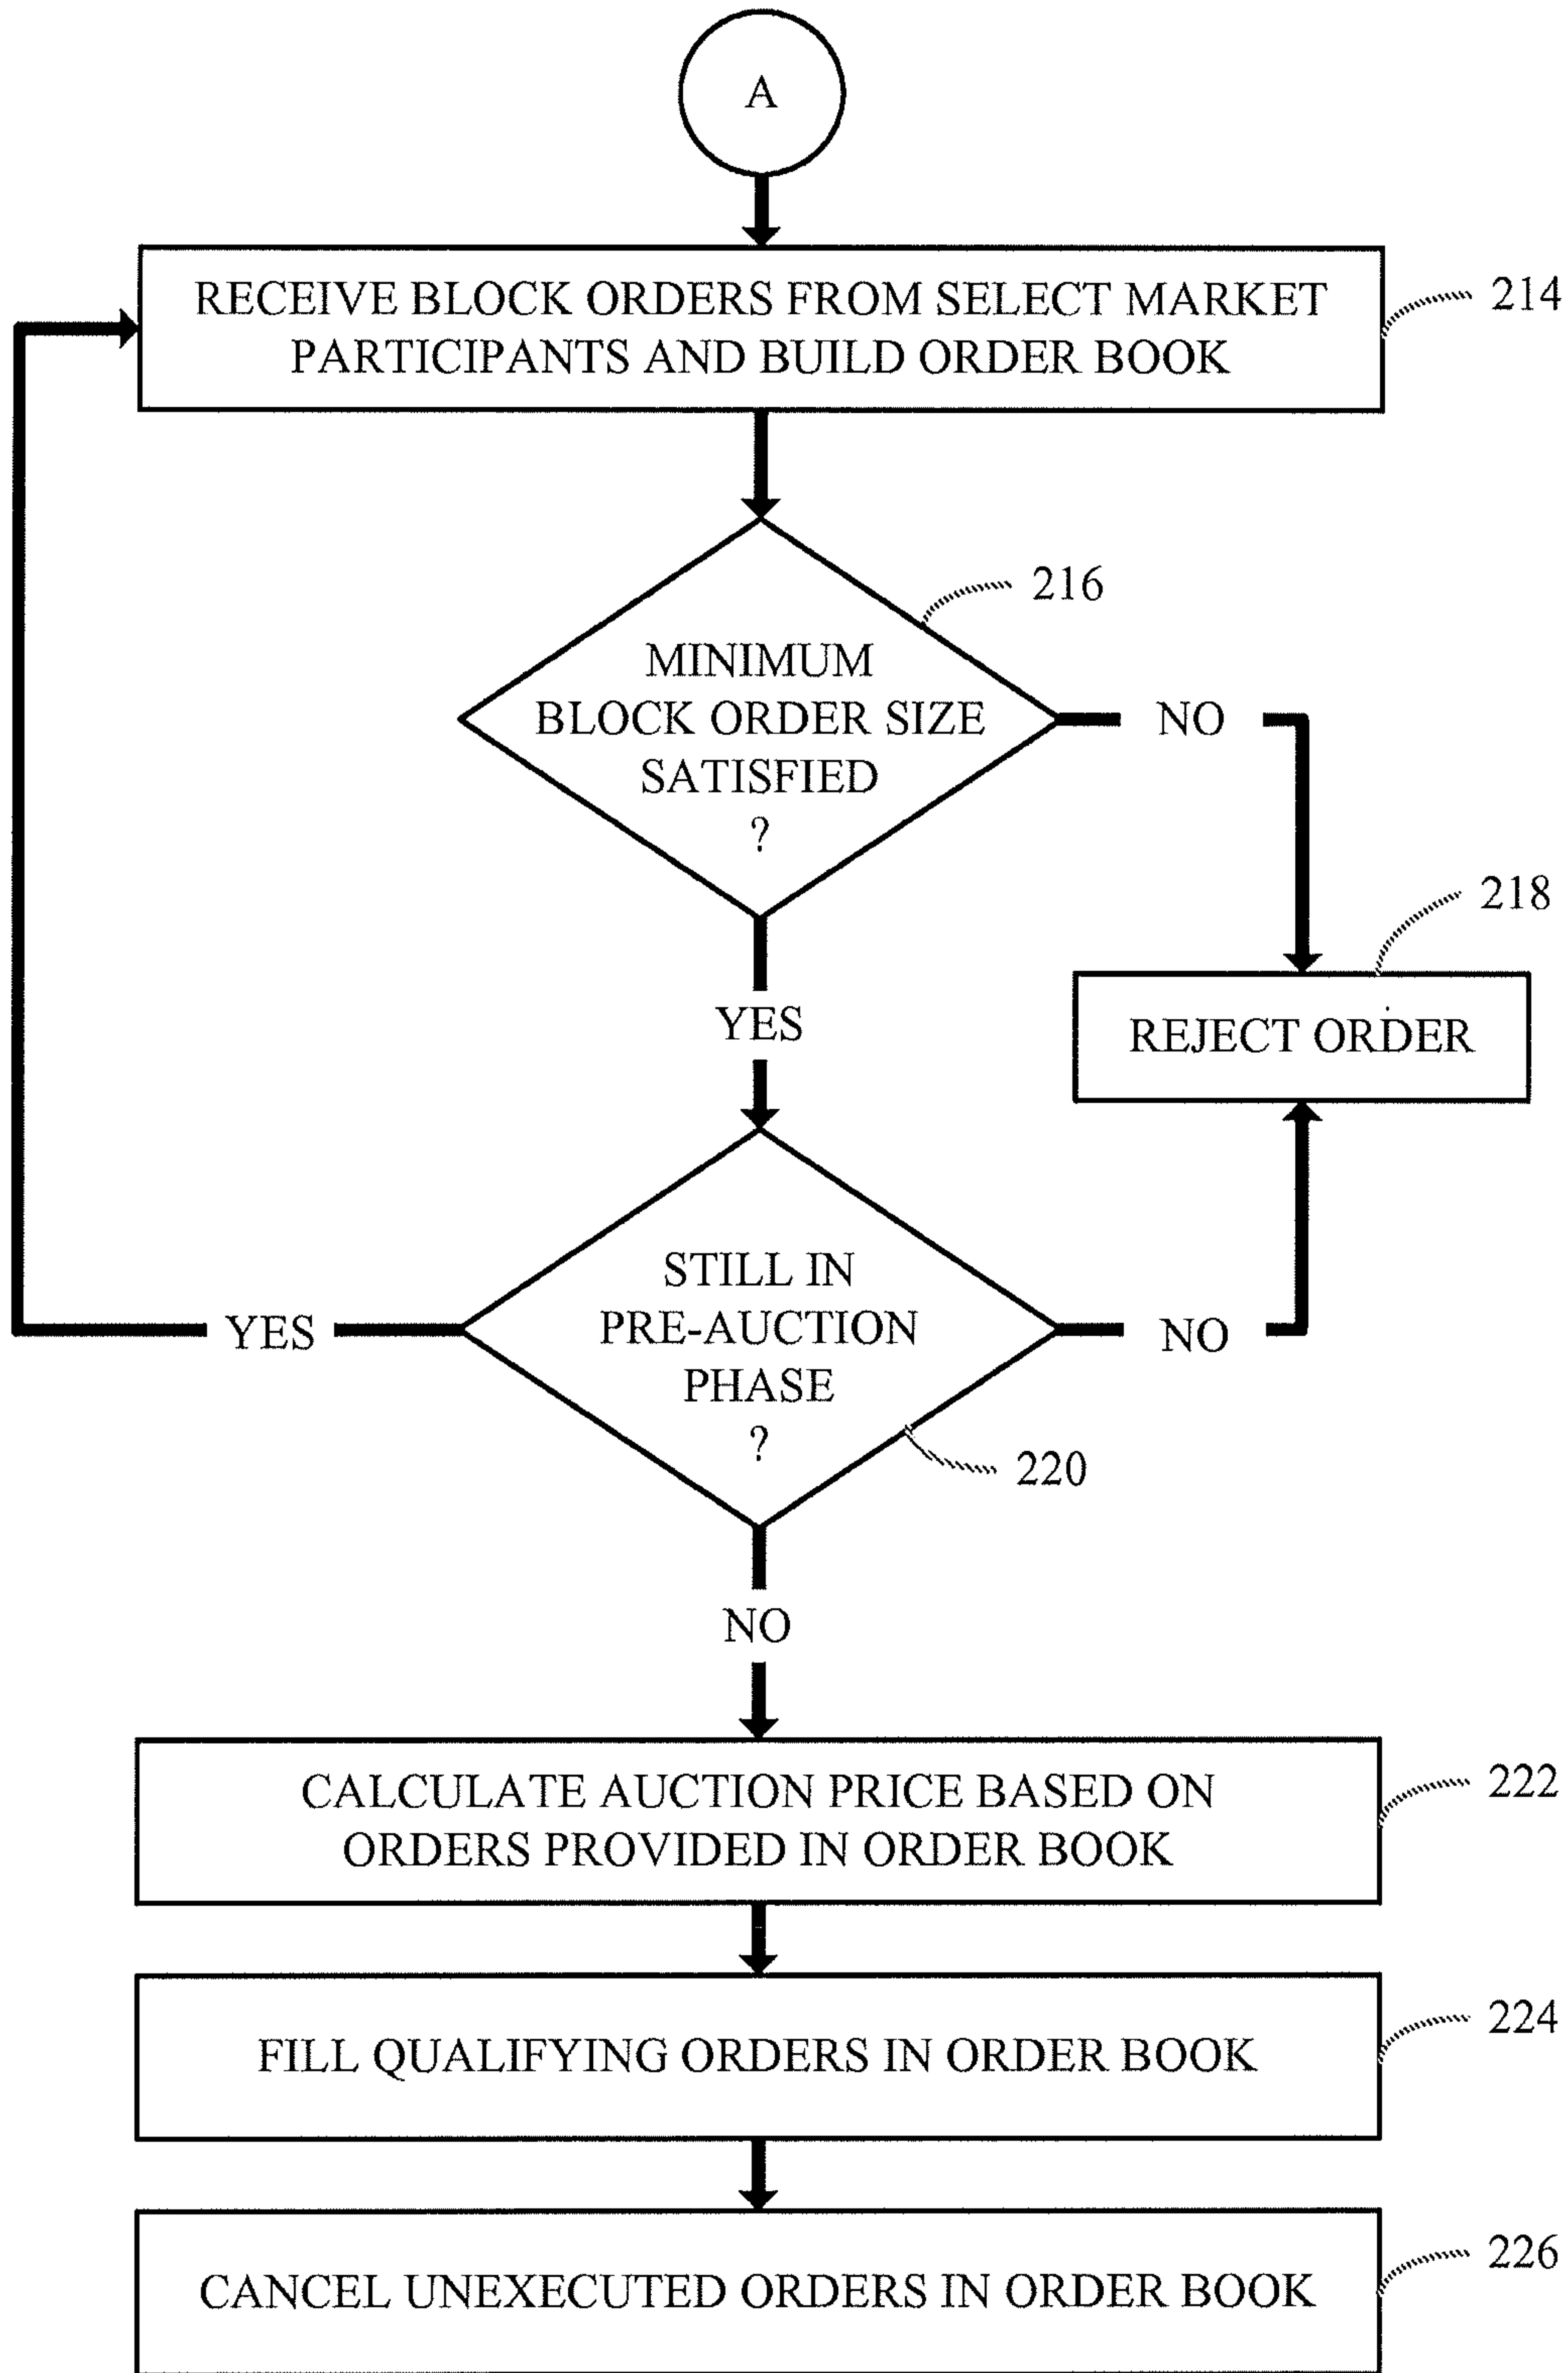 A
RECEIVE BLOCK ORDERS FROM SELECT MARKET
PARTICIPANTS AND BUILD ORDER BOOK
214
216
MINIMUM
BLOCK ORDER SIZE
SATISFIED
?
NO
218
REJECT ORDER
YES
STILL IN
PRE-AUCTION
PHASE
?
YES
NO
220
NO
CALCULATE AUCTION PRICE BASED ON
ORDERS PROVIDED IN ORDER BOOK
222
FILL QUALIFYING ORDERS IN ORDER BOOK
224
CANCEL UNEXECUTED ORDERS IN ORDER BOOK
226